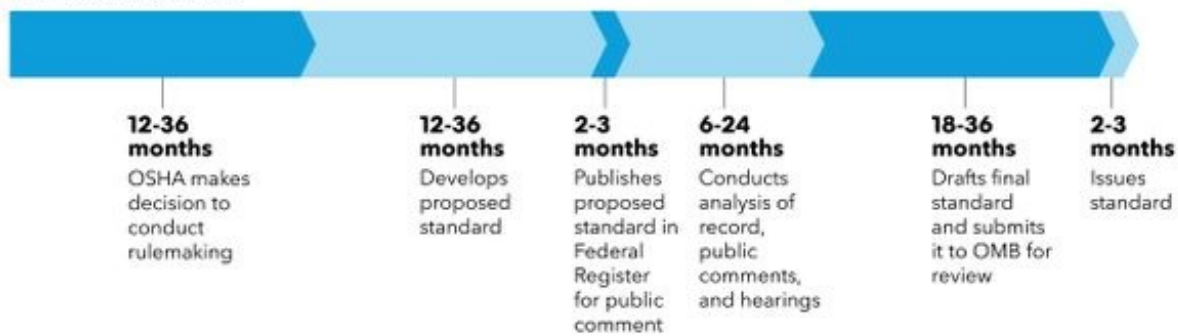 12-36
months
OSHA makes
decision to
conduct
rulemaking
12-36
months
Develops
proposed
standard
2-3
months
Publishes
proposed
standard in
Federal
Register
for public
comment
6-24
months
Conducts
analysis of
record,
public
comments,
and hearings
18-36
months
Drafts final
standard
and submits
it to OMB for
review
2-3
months
Issues
standard